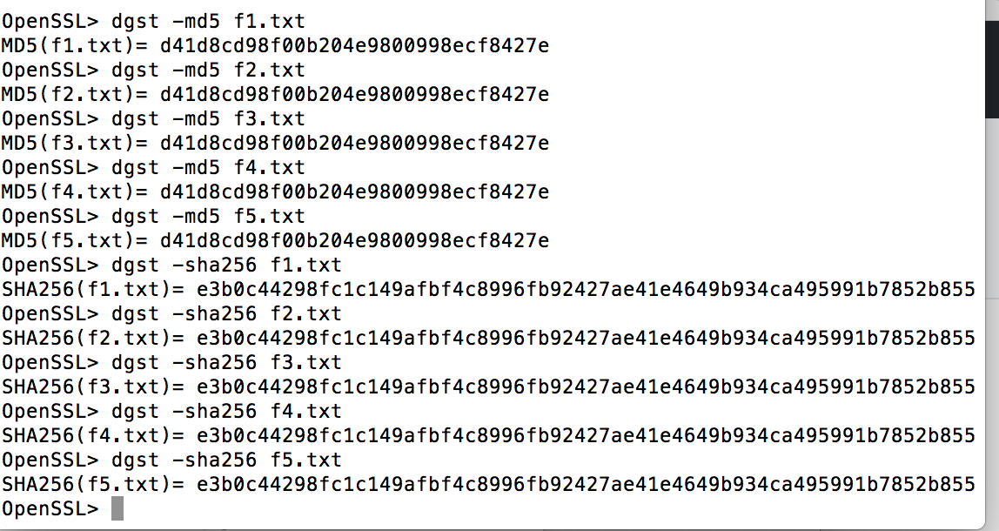 OpenSSL> dgst -md5 f1.txt
MD5(f1.txt)= d41d8cd98f00b204e9800998ecf8427e
OpenSSL> dgst -md5 f2.txt
MD5(f2.txt)= d41d8cd98f00b204e9800998ecf8427e
OpenSSL> dgst -md5 f3.txt
MD5(f3.txt)= d41d8cd98f00b204e9800998ecf8427e
OpenSSL> dgst -md5 f4.txt
MD5(f4.txt)= d41d8cd98f00b204e9800998ecf8427e
OpenSSL> dgst -md5 f5.txt
MD5(f5.txt)= d41d8cd98f00b204e9800998ecf8427e
OpenSSL> dgst -sha256 f1.txt
SHA256(f1.txt)= e3b0c44298fc1c149afbf4c8996fb92427ae41e4649b934ca495991b7852b855
OpenSSL> dgst -sha256 f2.txt
SHA256(f2.txt)= e3b0c44298fc1c149afbf4c8996fb92427ae41e4649b934ca495991b7852b855
OpenSSL> dgst -sha256 f3.txt
SHA256(f3.txt)= e3b0c44298fc1c149afbf4c8996fb92427ae41e4649b934ca495991b7852b855
OpenSSL> dgst -sha256 f4.txt
SHA256(f4.txt)= e3b0c44298fc1c149afbf4c8996fb92427ae41e4649b934ca495991b7852b855
OpenSSL> dgst -sha256 f5.txt
SHA256(f5.txt)= e3b0c44298fc1c149afbf4c8996fb92427ae41e4649b934ca495991b7852b855
OpenSSL>